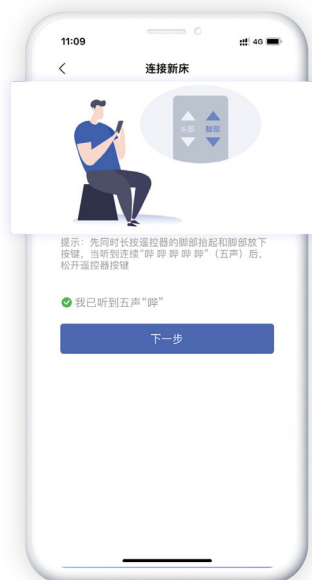 11:09
4G
连接新床
头部 脚部
提示：先同时长按遥控器的脚部抬起和脚部放下
按键，当听到连续“哔 哔 哔 哔 哔”（五声）后，
松开遥控器按键
我已听到五声“哔”
下一步